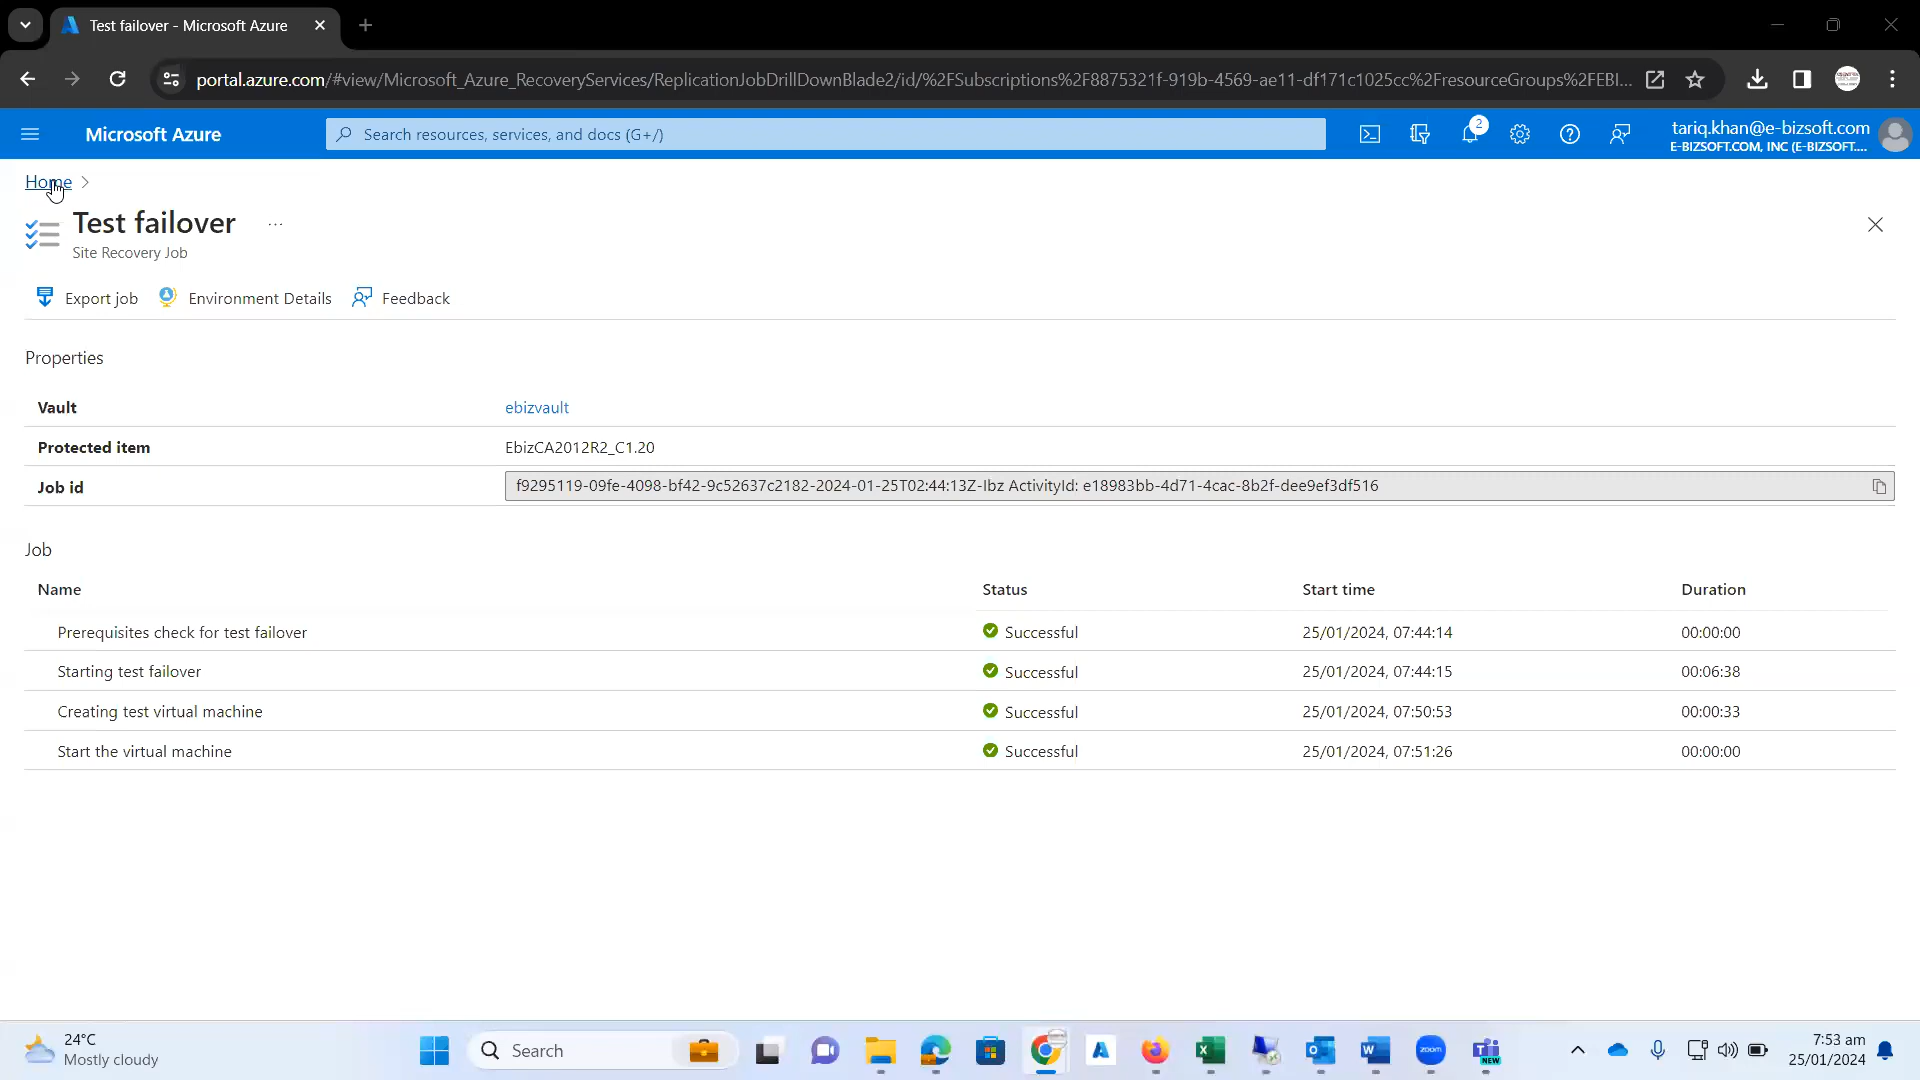 Test failover - Microsoft Azure
portal.azure.com/#view/Microsoft_Azure_RecoveryServices/ReplicationJobDrillDownBlade2/id/%2FSubscriptions%2F8875321f-919b-4569-ae11-df171c1025cc%2FresourceGroups%2FEBI...
Microsoft Azure
Search resources, services, and docs (G+/)
2
tariq.khan@e-bizsoft.com
E-BIZSOFT.COM, INC (E-BIZSOFT....
Home
Test failover ...
Site Recovery Job
Export job Environment Details Feedback
Properties
Vault ebizvault
Protected item EbizCA2012R2_C1.20
Job id f9295119-09fe-4098-bf42-9c52637c2182-2024-01-25T02:44:13Z-Ibz ActivityId: e18983bb-4d71-4cac-8b2f-dee9ef3df516
Job
Name Status Start time Duration
Prerequisites check for test failover Successful 25/01/2024, 07:44:14 00:00:00
Starting test failover Successful 25/01/2024, 07:44:15 00:06:38
Creating test virtual machine Successful 25/01/2024, 07:50:53 00:00:33
Start the virtual machine Successful 25/01/2024, 07:51:26 00:00:00
24°C
Mostly cloudy
Search
zoom
NEW
7:53 am
25/01/2024